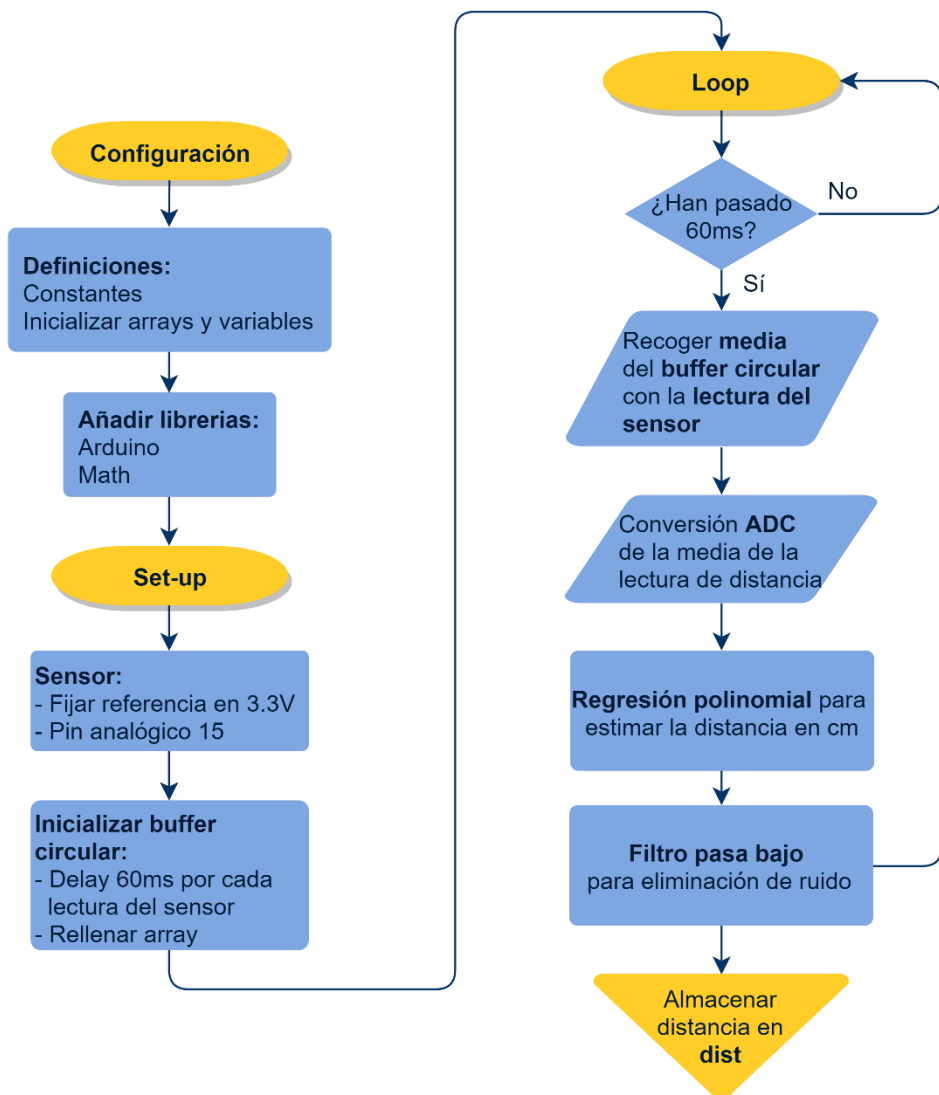 Configuración
Definiciones:
Constantes
Inicializar arrays y variables
Añadir librerias:
Arduino
Math
Set-up
Sensor:
- Fijar referencia en 3.3V
- Pin analógico 15
Inicializar buffer
circular:
- Delay 60ms por cada
lectura del sensor
- Rellenar array
Loop
¿Han pasado
60ms?
No
Sí
Recoger media
del buffer circular
con la lectura del
sensor
Conversión ADC
de la media de la
lectura de distancia
Regresión polinomial para
estimar la distancia en cm
Filtro pasa bajo
para eliminación de ruido
Almacenar
distancia en
dist